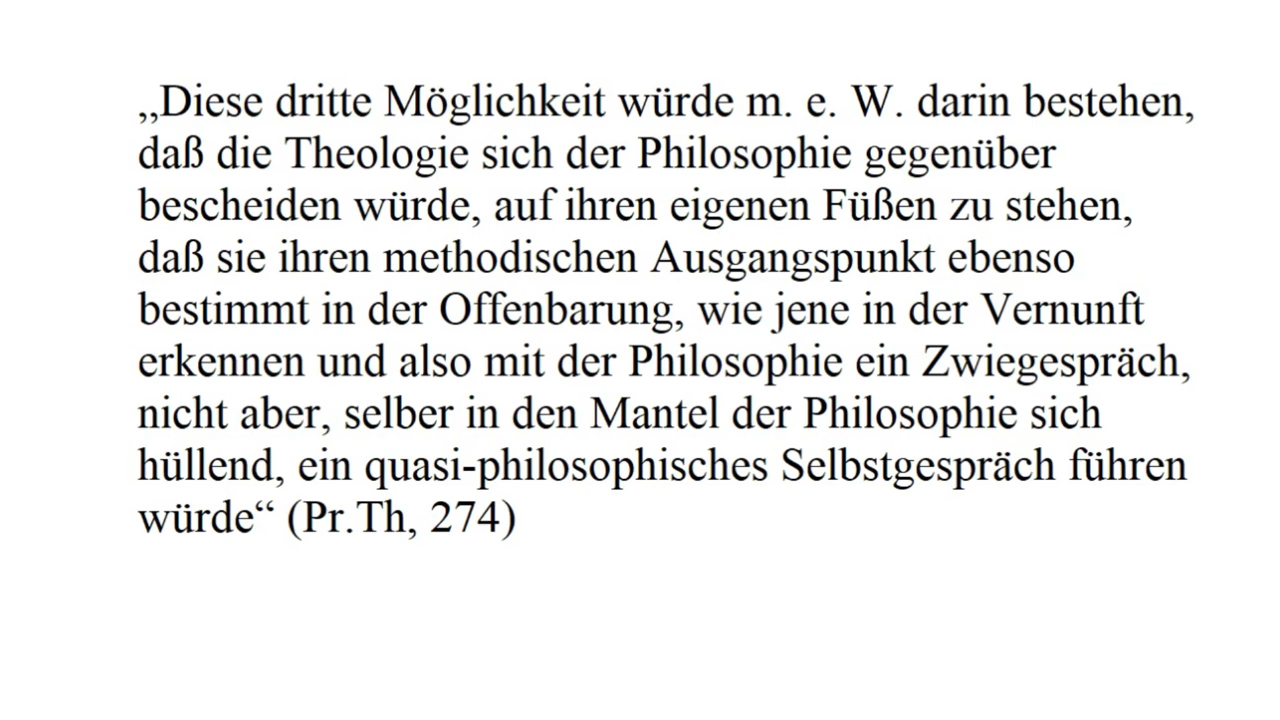 „Diese dritte Möglichkeit würde m. e. W. darin bestehen,
daß die Theologie sich der Philosophie gegenüber
bescheiden würde, auf ihren eigenen Füßen zu stehen,
daß sie ihren methodischen Ausgangspunkt ebenso
bestimmt in der Offenbarung, wie jene in der Vernunft
erkennen und also mit der Philosophie ein Zwiegespräch,
nicht aber, selber in den Mantel der Philosophie sich
hüllend, ein quasi-philosophisches Selbstgespräch führen
würde“ (Pr.Th, 274)